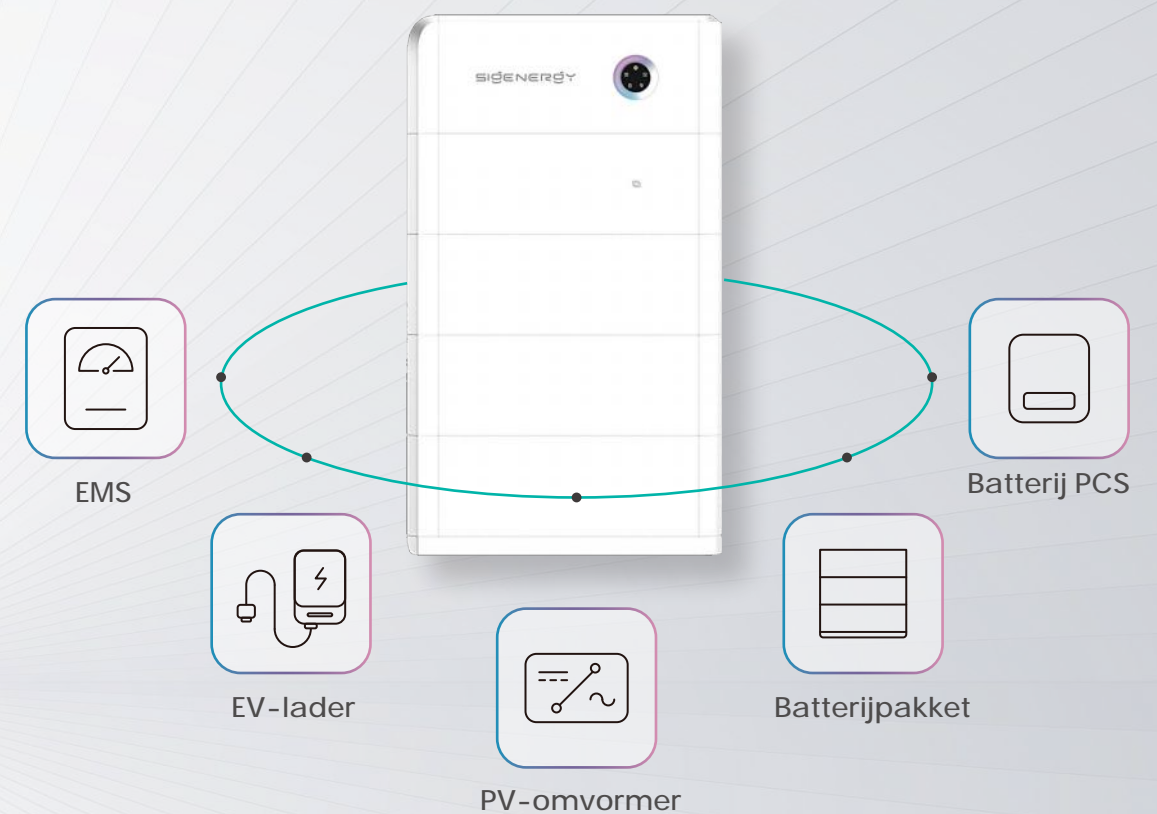 SIGENERGY
EMS
Batterij PCS
EV-lader
Batterijpakket
PV-omvormer